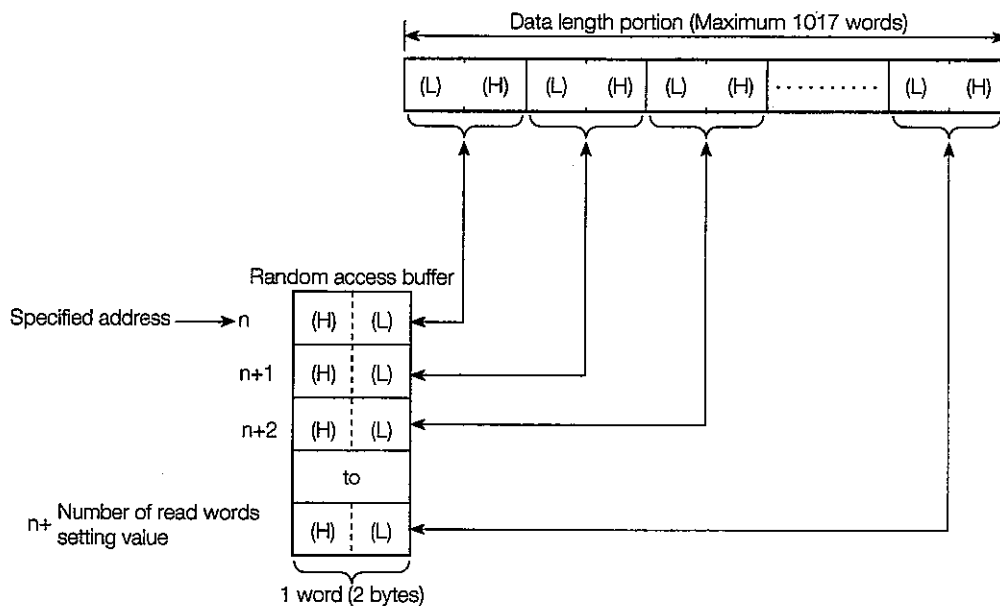 Data length portion (Maximum 1017 words)
(L) (H) (L) (H) (L) (H) ·········· (L) (H)
Random access buffer
Specified address n (H) (L)
n+1 (H) (L)
n+2 (H) (L)
to
n+ Number of read words
setting value (H) (L)
1 word (2 bytes)